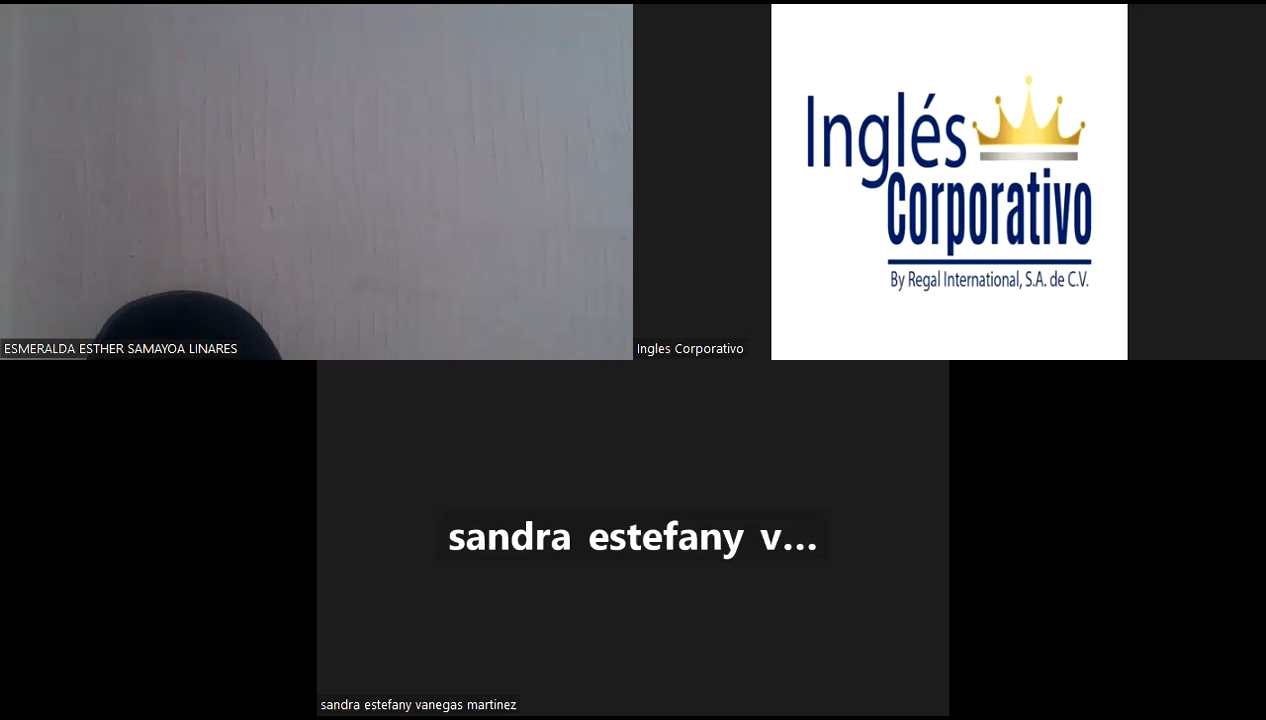 ESMERALDA ESTHER SAMAYOA LINARES
Inglés
Corporativo
By Regal International, S.A. de C.V.
Ingles Corporativo
sandra estefany v...
sandra estefany vanegas martinez